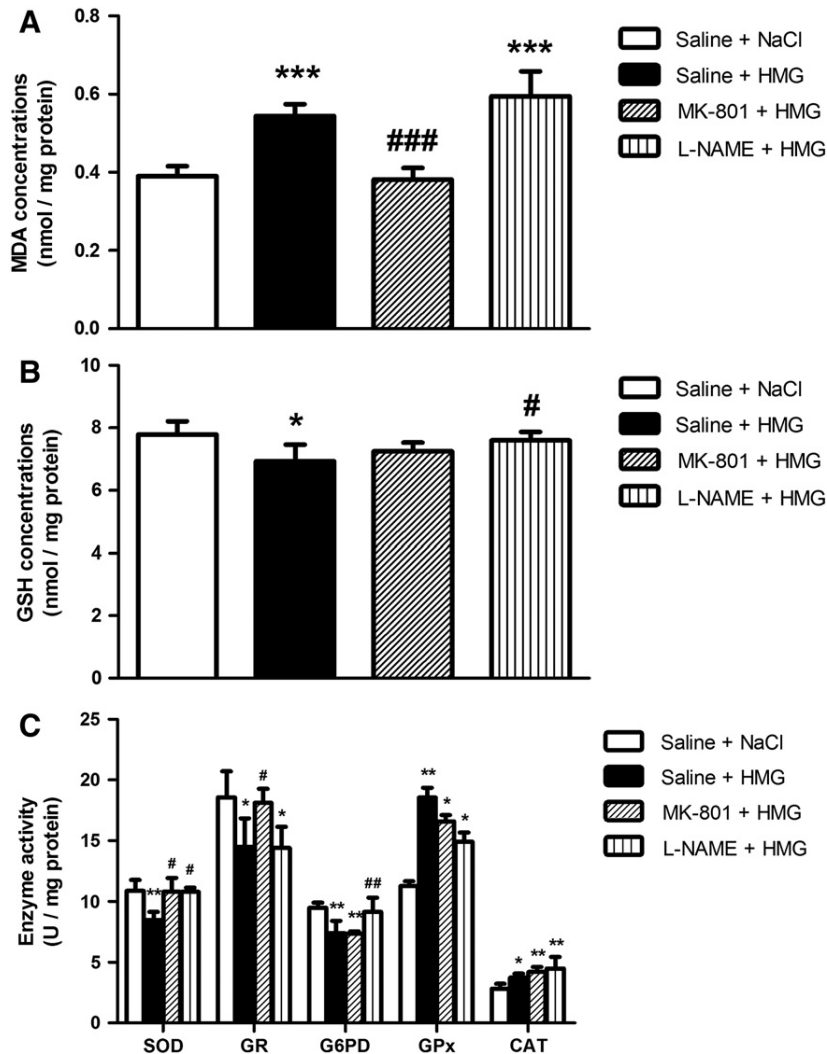 A
MDA concentrations
(nmol / mg protein)
0.8
0.6
0.4
0.2
0.0
***
###
***
Saline + NaCl
Saline + HMG
MK-801 + HMG
L-NAME + HMG
B
GSH concentrations
(nmol / mg protein)
10
8
6
4
2
0
*
#
Saline + NaCl
Saline + HMG
MK-801 + HMG
L-NAME + HMG
C
Enzyme activity
(U / mg protein)
25
20
15
10
5
0
** # #
* # *
** ** ##
** * *
* ** **
SOD GR G6PD GPx CAT
Saline + NaCl
Saline + HMG
MK-801 + HMG
L-NAME + HMG